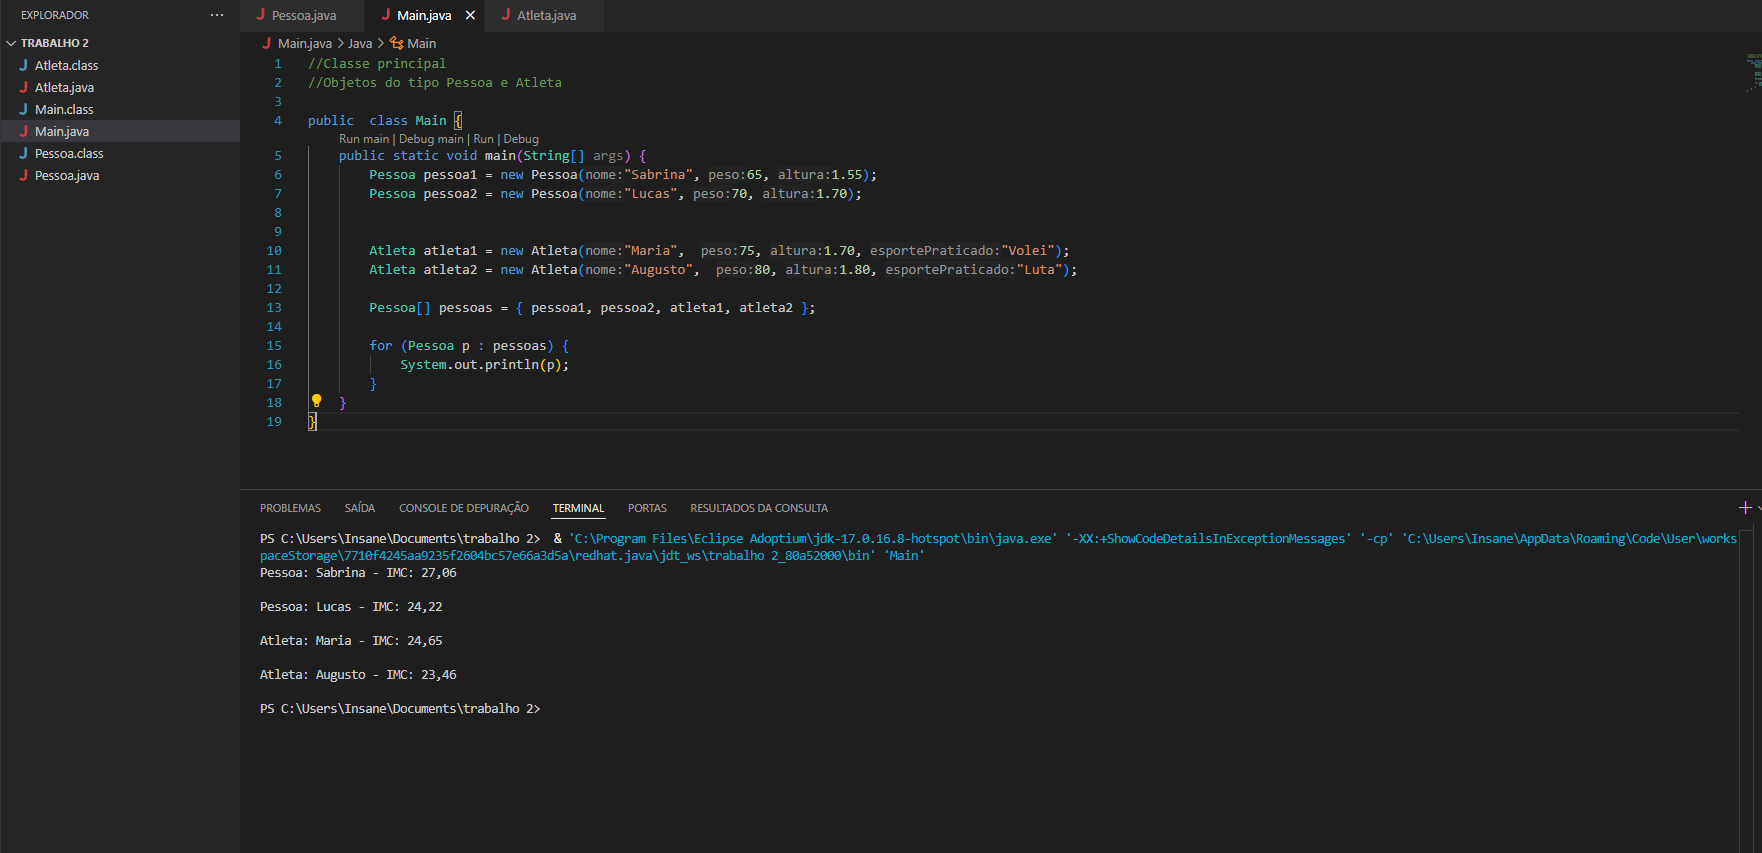 EXPLORADOR
TRABALHO 2
J Atleta.class
J Atleta.java
J Main.class
J Main.java
J Pessoa.class
J Pessoa.java
J Pessoa.java J Main.java J Atleta.java
J Main.java > Java > Main
1 //Classe principal
2 //Objetos do tipo Pessoa e Atleta
3
4 public  class Main {
Run main | Debug main | Run | Debug
5 public static void main(String[] args) {
6 Pessoa pessoa1 = new Pessoa(nome:"Sabrina", peso:65, altura:1.55);
7 Pessoa pessoa2 = new Pessoa(nome:"Lucas", peso:70, altura:1.70);
8
9
10 Atleta atleta1 = new Atleta(nome:"Maria",  peso:75, altura:1.70, esportePraticado:"Volei");
11 Atleta atleta2 = new Atleta(nome:"Augusto",  peso:80, altura:1.80, esportePraticado:"Luta");
12
13 Pessoa[] pessoas = { pessoa1, pessoa2, atleta1, atleta2 };
14
15 for (Pessoa p : pessoas) {
16 System.out.println(p);
17 }
18 }
19 }
PROBLEMAS SAÍDA CONSOLE DE DEPURAÇÃO TERMINAL PORTAS RESULTADOS DA CONSULTA
PS C:\Users\Insane\Documents\trabalho 2>  & 'C:\Program Files\Eclipse Adoptium\jdk-17.0.16.8-hotspot\bin\java.exe' '-XX:+ShowCodeDetailsInExceptionMessages' '-cp' 'C:\Users\Insane\AppData\Roaming\Code\User\works
paceStorage\7710f4245aa9235f2604bc57e66a3d5a\redhat.java\jdt_ws\trabalho 2_80a52000\bin' 'Main'
Pessoa: Sabrina - IMC: 27,06
Pessoa: Lucas - IMC: 24,22
Atleta: Maria - IMC: 24,65
Atleta: Augusto - IMC: 23,46
PS C:\Users\Insane\Documents\trabalho 2>